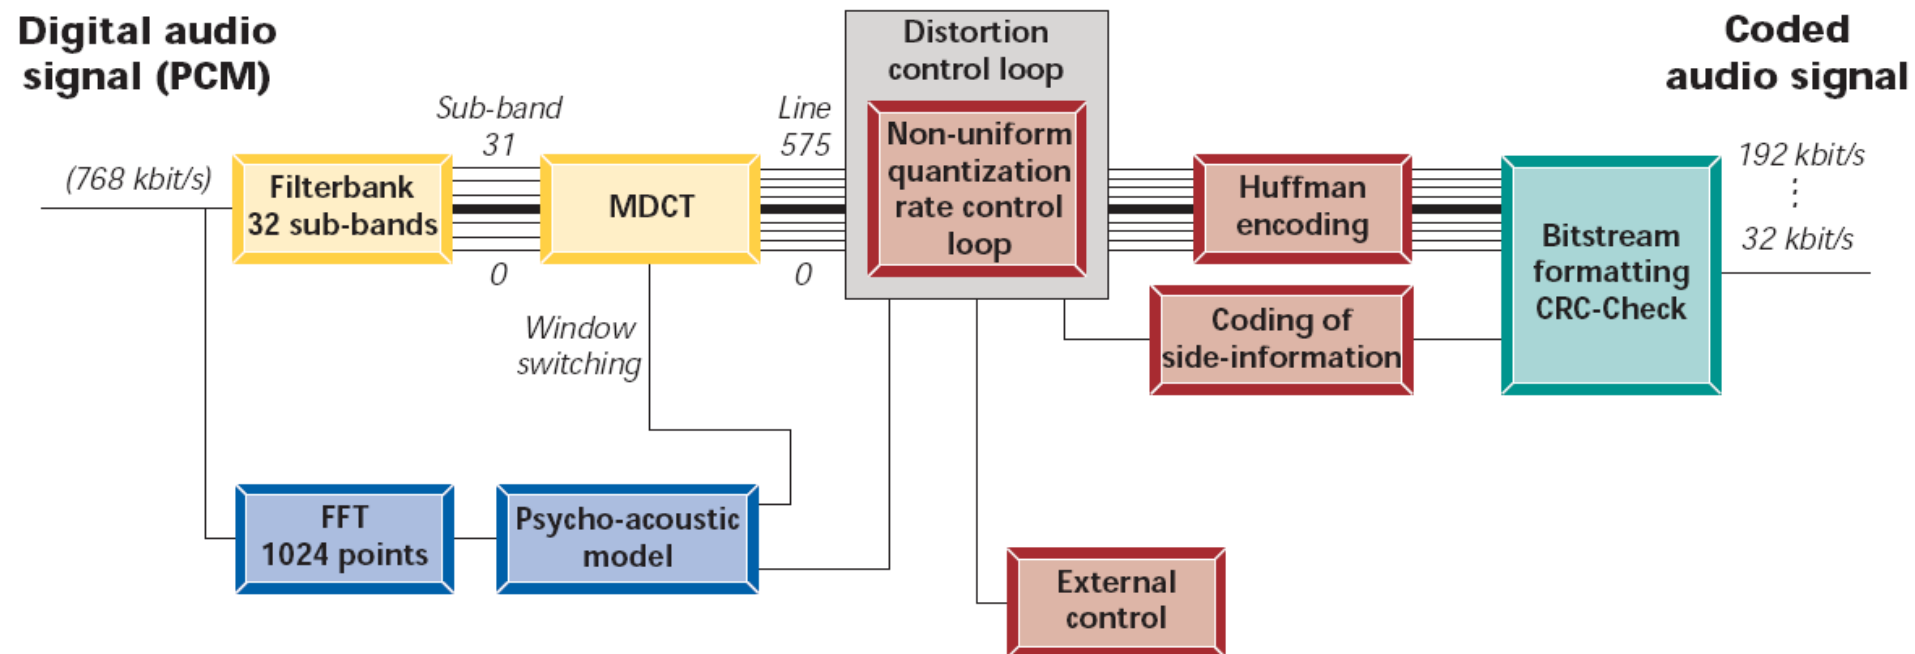 Digital audio
signal (PCM)
(768 kbit/s)
Filterbank
32 sub-bands
Sub-band
31
0
MDCT
Line
575
0
Window
switching
FFT
1024 points
Psycho-acoustic
model
Distortion
control loop
Non-uniform
quantization
rate control
loop
External
control
Huffman
encoding
Coding of
side-information
Bitstream
formatting
CRC-Check
Coded
audio signal
192 kbit/s
32 kbit/s